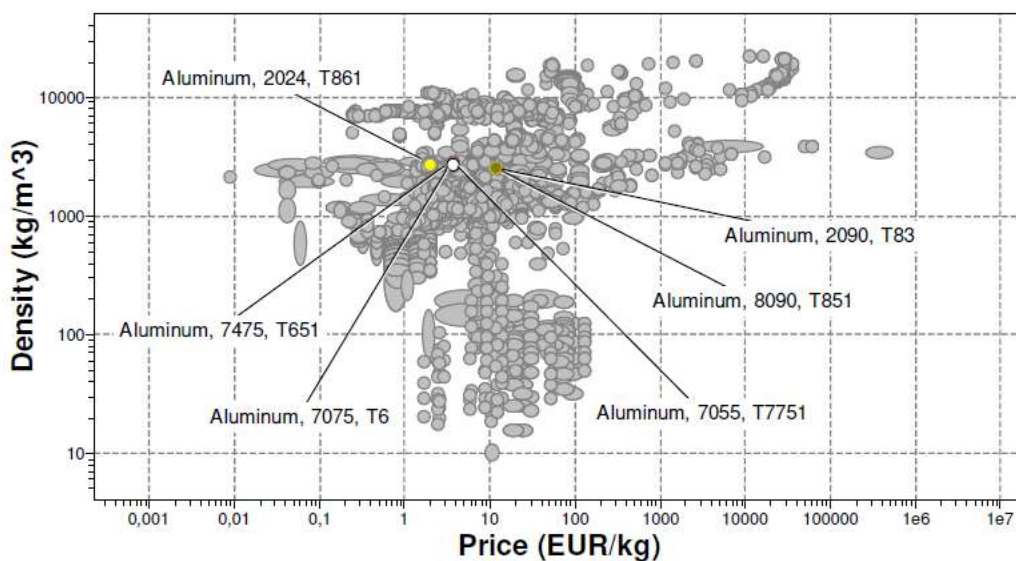 Aluminum, 2024, T861
10000
1000
Aluminum, 2090, T83
Aluminum, 8090, T851
Aluminum, 7475, T651
100
Aluminum, 7075, T6
Aluminum, 7055, T7751
10
Density (kg/m^3)
0,001 0,01 0,1 1 10 100 1000 10000 100000 1e6 1e7
Price (EUR/kg)